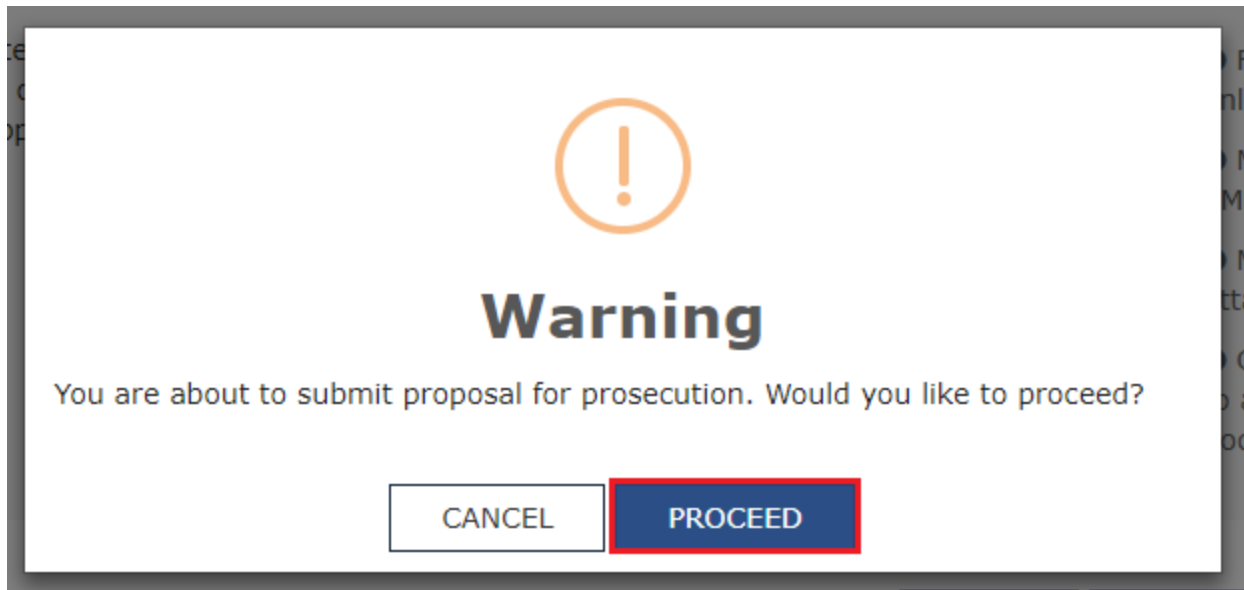 Warning
You are about to submit proposal for prosecution. Would you like to proceed?
CANCEL PROCEED